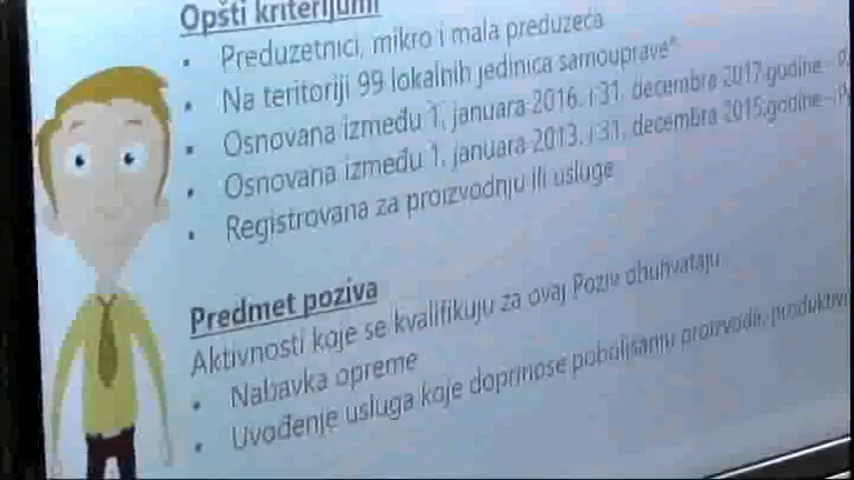 Opšti kriterijumi
• Preduzetnici, mikro i mala preduzeća
• Na teritoriji 99 lokalnih jedinica samouprave*
• Osnovana između 1. januara 2016. i 31. decembra 2017.godine -
• Osnovana između 1. januara 2013. i 31. decembra 2015.godine -
• Registrovana za proizvodnju ili usluge
Predmet poziva
Aktivnosti koje se kvalifikuju za ovaj Poziv obuhvataju
• Nabavka opreme
• Uvođenje usluga koje doprinose poboljšanju